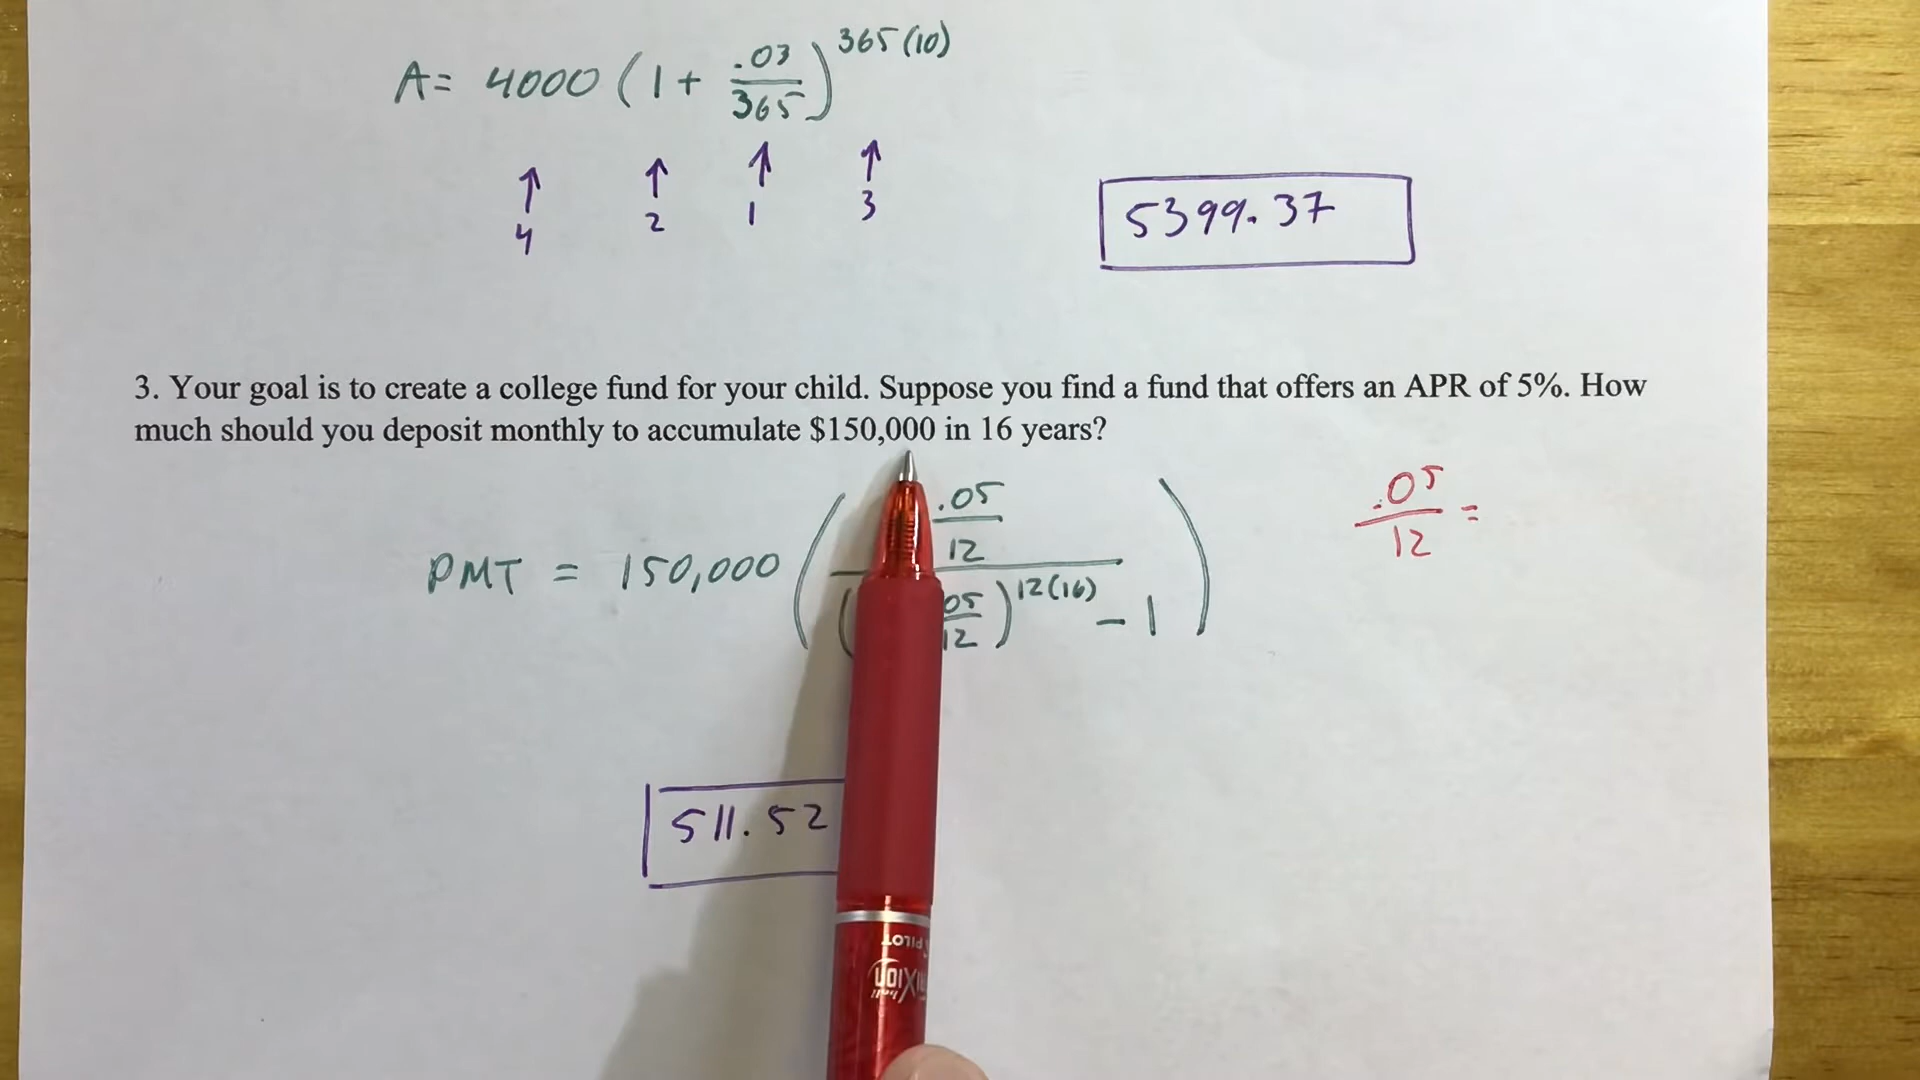 A = 4000 (1 + .03/365)^365(10)
4 2 1 3
5399.37
3. Your goal is to create a college fund for your child. Suppose you find a fund that offers an APR of 5%. How
much should you deposit monthly to accumulate $150,000 in 16 years?
PMT = 150,000 ( .05/12 / ( 05/12 )^12(16) - 1 )
.05/12 =
511.52
PILOT